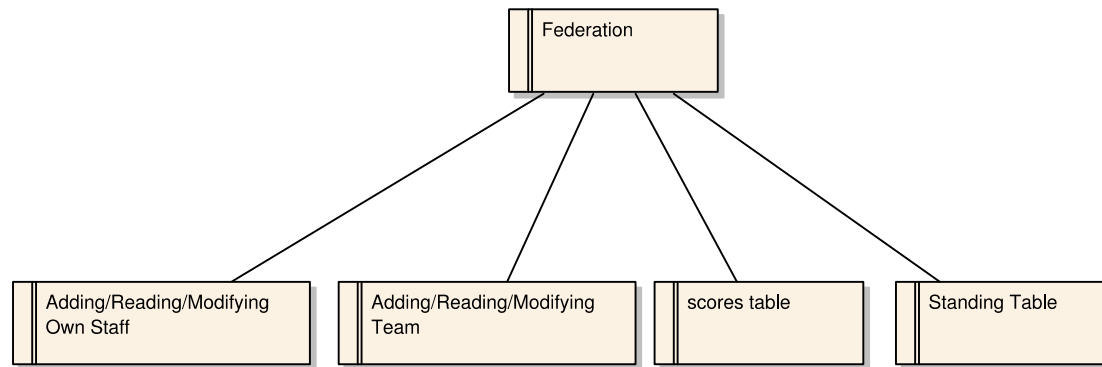 Federation
Adding/Reading/Modifying
Own Staff
Adding/Reading/Modifying
Team
scores table
Standing Table